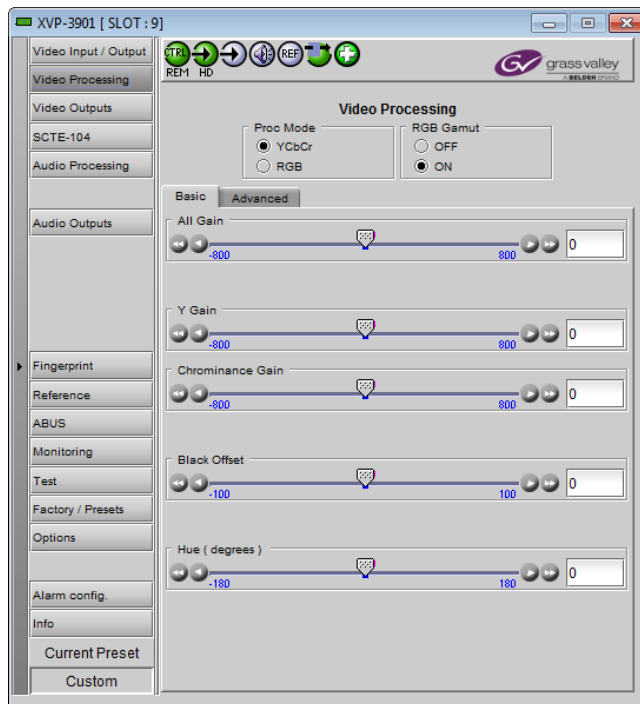 XVP-3901 [ SLOT : 9]
Video Input / Output
Video Processing
Video Outputs
SCTE-104
Audio Processing
Audio Outputs
Fingerprint
Reference
ABUS
Monitoring
Test
Factory / Presets
Options
Alarm config.
Info
Current Preset
Custom
CTRL REF
REM HD
GV grass valley
A BELDEN BRAND
Video Processing
Proc Mode
YCbCr
RGB
RGB Gamut
OFF
ON
Basic Advanced
All Gain
-800 800 0
Y Gain
-800 800 0
Chrominance Gain
-800 800 0
Black Offset
-100 100 0
Hue ( degrees )
-180 180 0